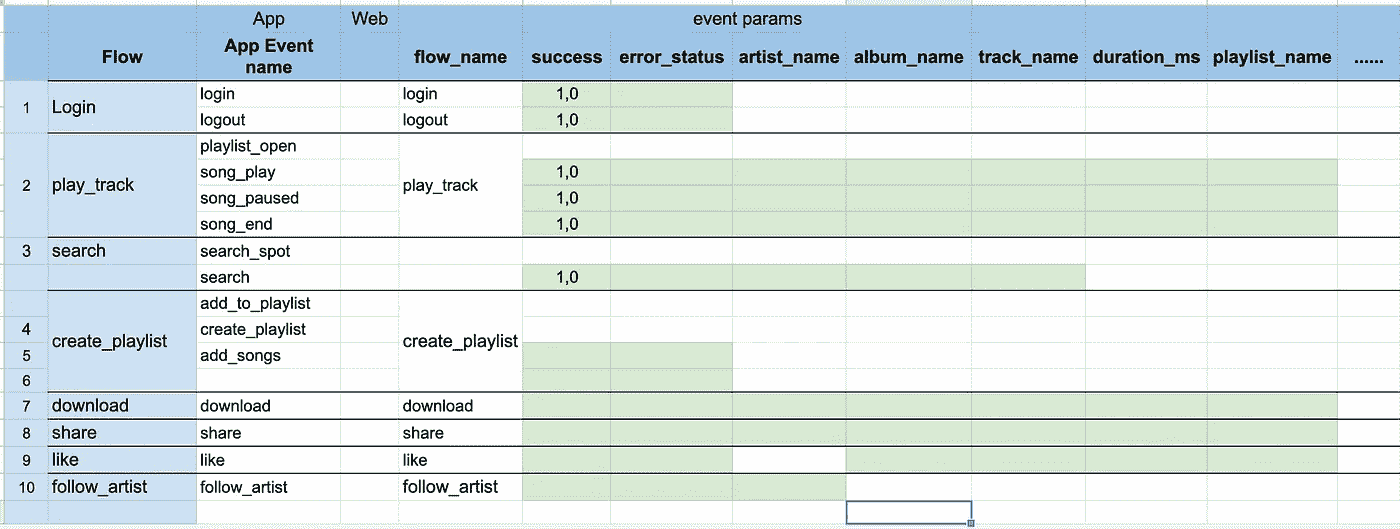 App Web event params
Flow App Event name flow_name success error_status artist_name album_name track_name duration_ms playlist_name ......
1 Login login login 1,0
logout logout 1,0
2 play_track playlist_open play_track
song_play 1,0
song_paused 1,0
song_end 1,0
3 search search_spot
search 1,0
create_playlist add_to_playlist create_playlist
4 create_playlist
5 add_songs
6
7 download download download
8 share share share
9 like like like
10 follow_artist follow_artist follow_artist